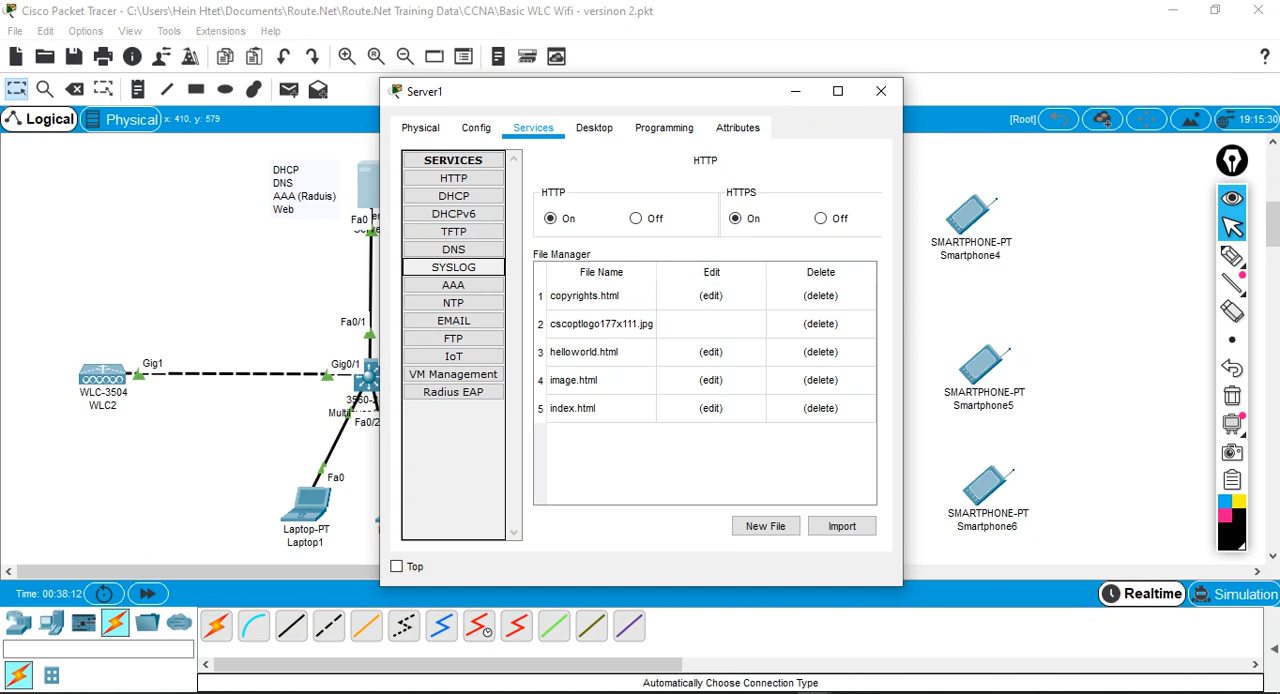 Cisco Packet Tracer - C:\Users\Hein Htet\Documents\Route.Net\Route.Net Training Data\CCNA\Basic WLC Wifi - versinon 2.pkt
File Edit Options View Tools Extensions Help
?
Logical Physical x: 410, y: 579
[Root] 19:15:30
Server1
Physical Config Services Desktop Programming Attributes
SERVICES
HTTP
DHCP
DHCPv6
TFTP
DNS
SYSLOG
AAA
NTP
EMAIL
FTP
IoT
VM Management
Radius EAP
HTTP
HTTP HTTPS
On Off On Off
File Manager
File Name Edit Delete
1 copyrights.html (edit) (delete)
2 cscoptlogo177x111.jpg (delete)
3 helloworld.html (edit) (delete)
4 image.html (edit) (delete)
5 index.html (edit) (delete)
New File Import
Top
DHCP
DNS
AAA (Raduis)
Web
Fa0
Fa0/1
Gig1
Gig0/1
WLC-3504
WLC2
Fa0/2
Fa0
Laptop-PT
Laptop1
SMARTPHONE-PT
Smartphone4
SMARTPHONE-PT
Smartphone5
SMARTPHONE-PT
Smartphone6
Time: 00:38:12
Realtime Simulation
Automatically Choose Connection Type